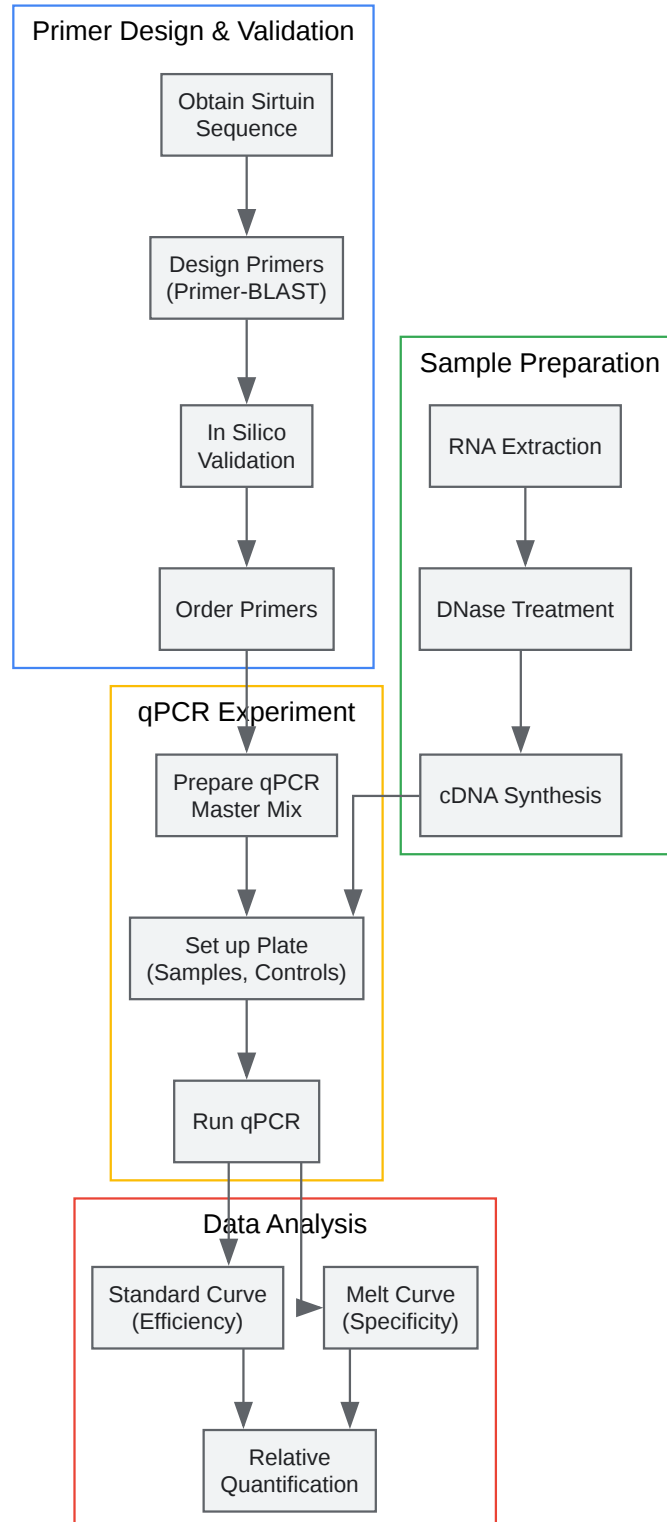 Primer Design & Validation
Obtain Sirtuin
Sequence
Design Primers
(Primer-BLAST)
In Silico
Validation
Order Primers
Sample Preparation
RNA Extraction
DNase Treatment
cDNA Synthesis
qPCR Experiment
Prepare qPCR
Master Mix
Set up Plate
(Samples, Controls)
Run qPCR
Data Analysis
Standard Curve
(Efficiency)
Melt Curve
(Specificity)
Relative
Quantification